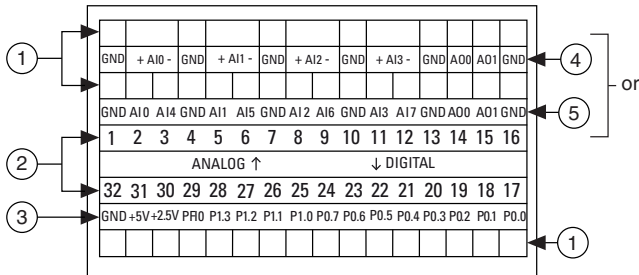 GND + AI0 - GND + AI1 - GND + AI2 - GND + AI3 - GND AO0 AO1 GND
GND AI0 AI4 GND AI1 AI5 GND AI2 AI6 GND AI3 AI7 GND AO0 AO1 GND
1 2 3 4 5 6 7 8 9 10 11 12 13 14 15 16
ANALOG ↑ ↓ DIGITAL
32 31 30 29 28 27 26 25 24 23 22 21 20 19 18 17
GND +5V +2.5V PFI0 P1.3 P1.2 P1.1 P1.0 P0.7 P0.6 P0.5 P0.4 P0.3 P0.2 P0.1 P0.0
1
2
3
4
or
5
1